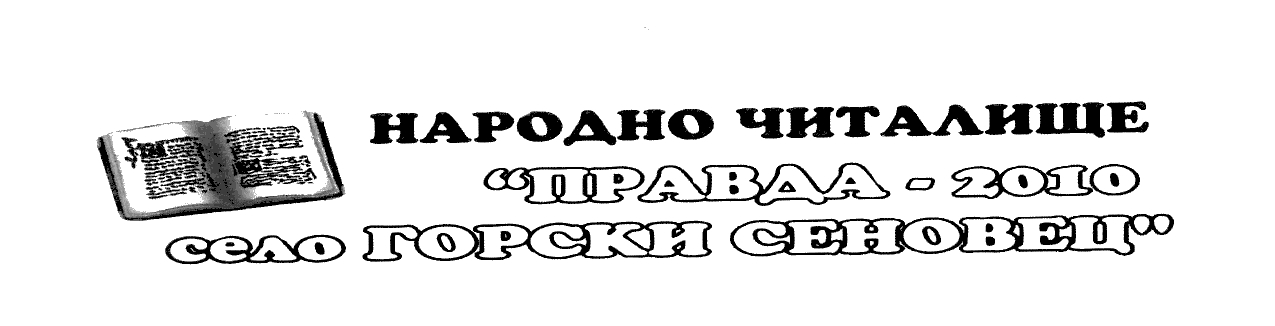 НАРОДНО ЧИТАЛИЩЕ
“ПРАВДА - 2010
село ГОРСКИ СЕНОВЕЦ”